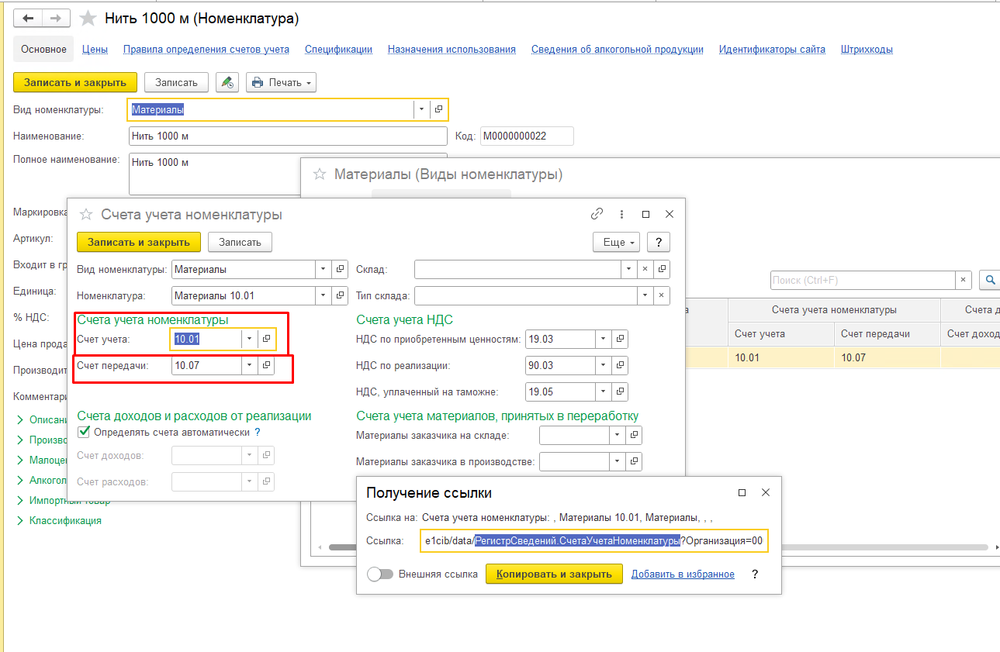 Нить 1000 м (Номенклатура)
Основное Цены Правила определения счетов учета Спецификации Назначения использования Сведения об алкогольной продукции Идентификаторы сайта Штрихкоды
Записать и закрыть Записать Печать
Вид номенклатуры: Материалы
Наименование: Нить 1000 м Код: М0000000022
Полное наименование: Нить 1000 м
Материалы (Виды номенклатуры)
Маркировка
Артикул:
Входит в гр
Единица:
% НДС:
Цена прода
Производит
Комментари
Описани
Произво
Малоцен
Алкогол
Импортный товар
Классификация
Счета учета номенклатуры
Записать и закрыть Записать Еще ?
Вид номенклатуры: Материалы Склад:
Номенклатура: Материалы 10.01 Тип склада:
Счета учета номенклатуры Счета учета НДС
Счет учета: 10.01 НДС по приобретенным ценностям: 19.03
Счет передачи: 10.07 НДС по реализации: 90.03
НДС, уплаченный на таможне: 19.05
Счета доходов и расходов от реализации Счета учета материалов, принятых в переработку
Определять счета автоматически ? Материалы заказчика на складе:
Счет доходов: Материалы заказчика в производстве:
Счет расходов:
Поиск (Ctrl+F)
а Счета учета номенклатуры Счета д
Счет учета Счет передачи Счет доход
10.01 10.07
Получение ссылки
Ссылка на: Счета учета номенклатуры: , Материалы 10.01, Материалы, , ,
Ссылка: e1cib/data/РегистрСведений.СчетаУчетаНоменклатуры?Организация=00
Внешняя ссылка Копировать и закрыть Добавить в избранное ?